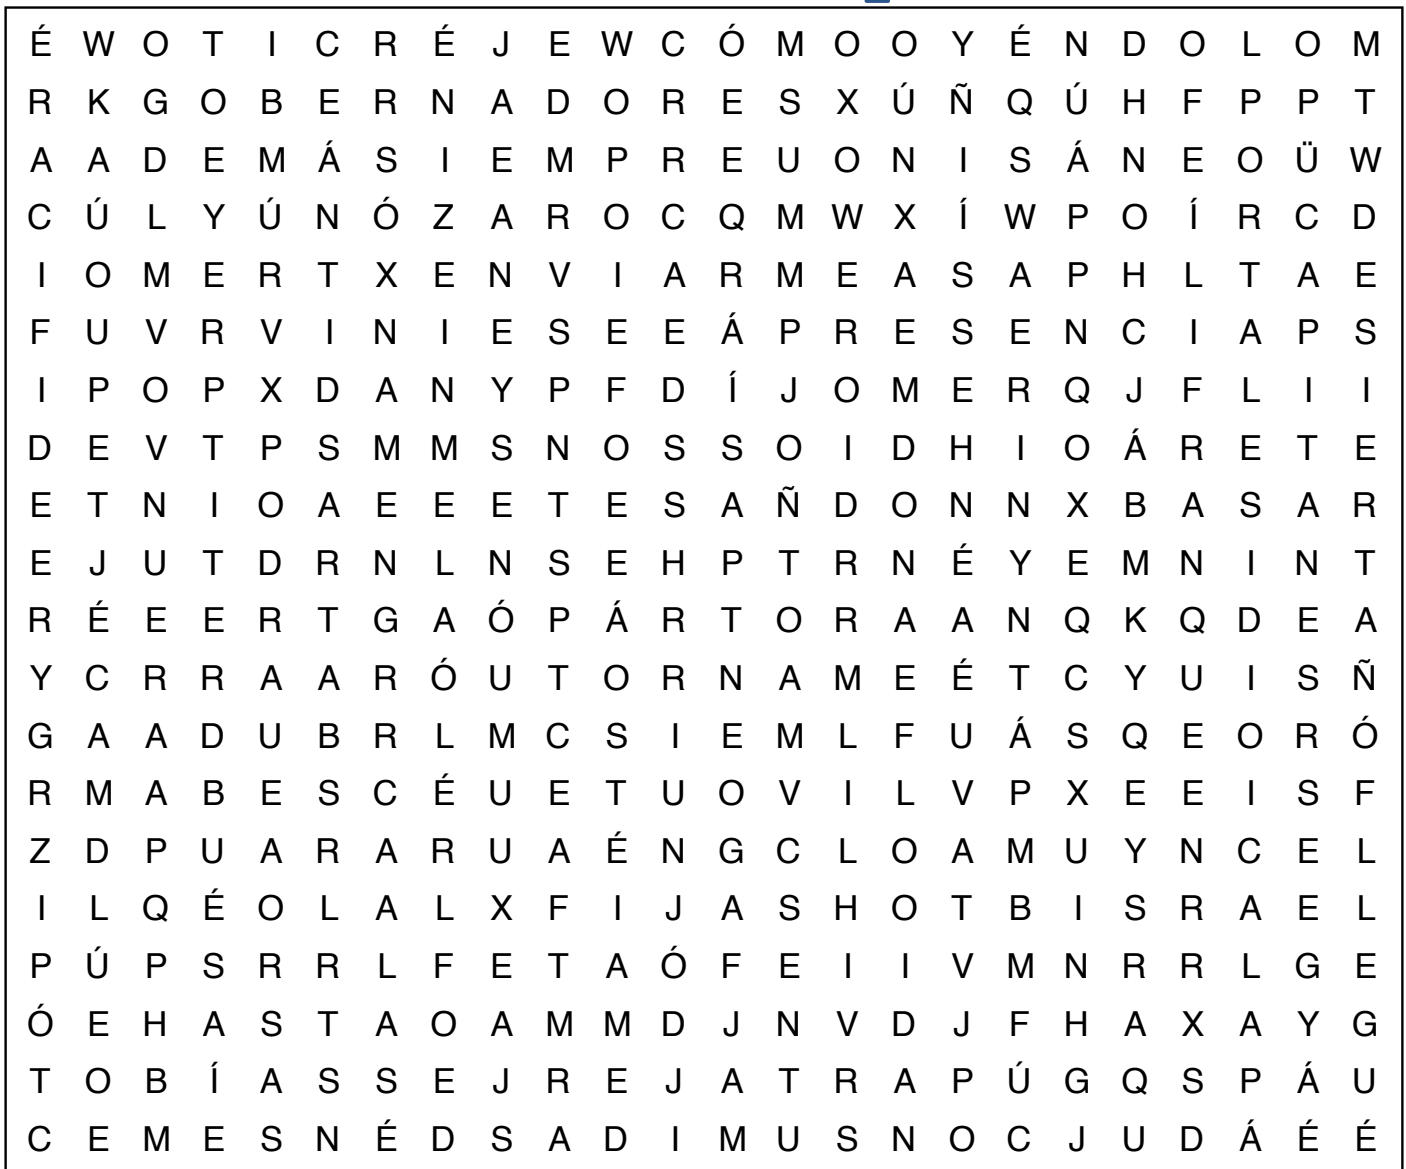 É W O T I C R É J E W C Ó M O O Y É N D O L O M
R K G O B E R N A D O R E S X Ú Ñ Q Ú H F P P T
A A D E M Á S I E M P R E U O N I S Á N E O Ü W
C Ú L Y Ú N Ó Z A R O C Q M W X Í W P O Í R C D
I O M E R T X E N V I A R M E A S A P H L T A E
F U V R V I N I E S E E Á P R E S E N C I A P S
I P O P X D A N Y P F D Í J O M E R Q J F L I I
D E V T P S M M S N O S S O I D H I O Á R E T E
E T N I O A E E E T E S A Ñ D O N N X B A S A R
E J U T D R N L N S E H P T R N É Y E M N I N T
R É E E R T G A Ó P Á R T O R A A N Q K Q D E A
Y C R R A A R Ó U T O R N A M E É T C Y U I S Ñ
G A A D U B R L M C S I E M L F U Á S Q E O R Ó
R M A B E S C É U E T U O V I L V P X E E I S F
Z D P U A R A R U A É N G C L O A M U Y N C E L
I L Q É O L A L X F I J A S H O T B I S R A E L
P Ú P S R R L F E T A Ó F E I I V M N R R L G E
Ó E H A S T A O A M M D J N V D J F H A X A Y G
T O B Í A S S E J R E J A T R A P Ú G Q S P Á U
C E M E S N É D S A D I M U S N O C J U D Á É É